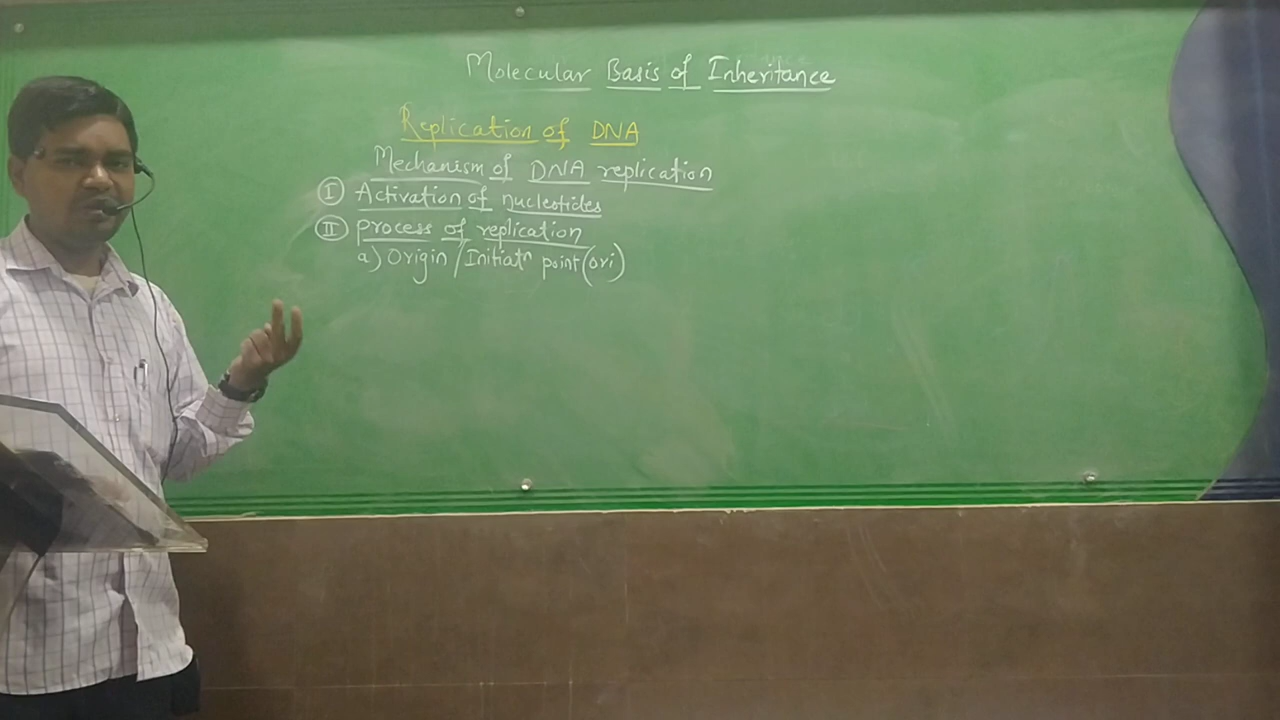 Molecular Basis of Inheritance
Replication of DNA
Mechanism of DNA replication
I Activation of nucleotides
II process of replication
a) Origin / Initiatⁿ point (ori)